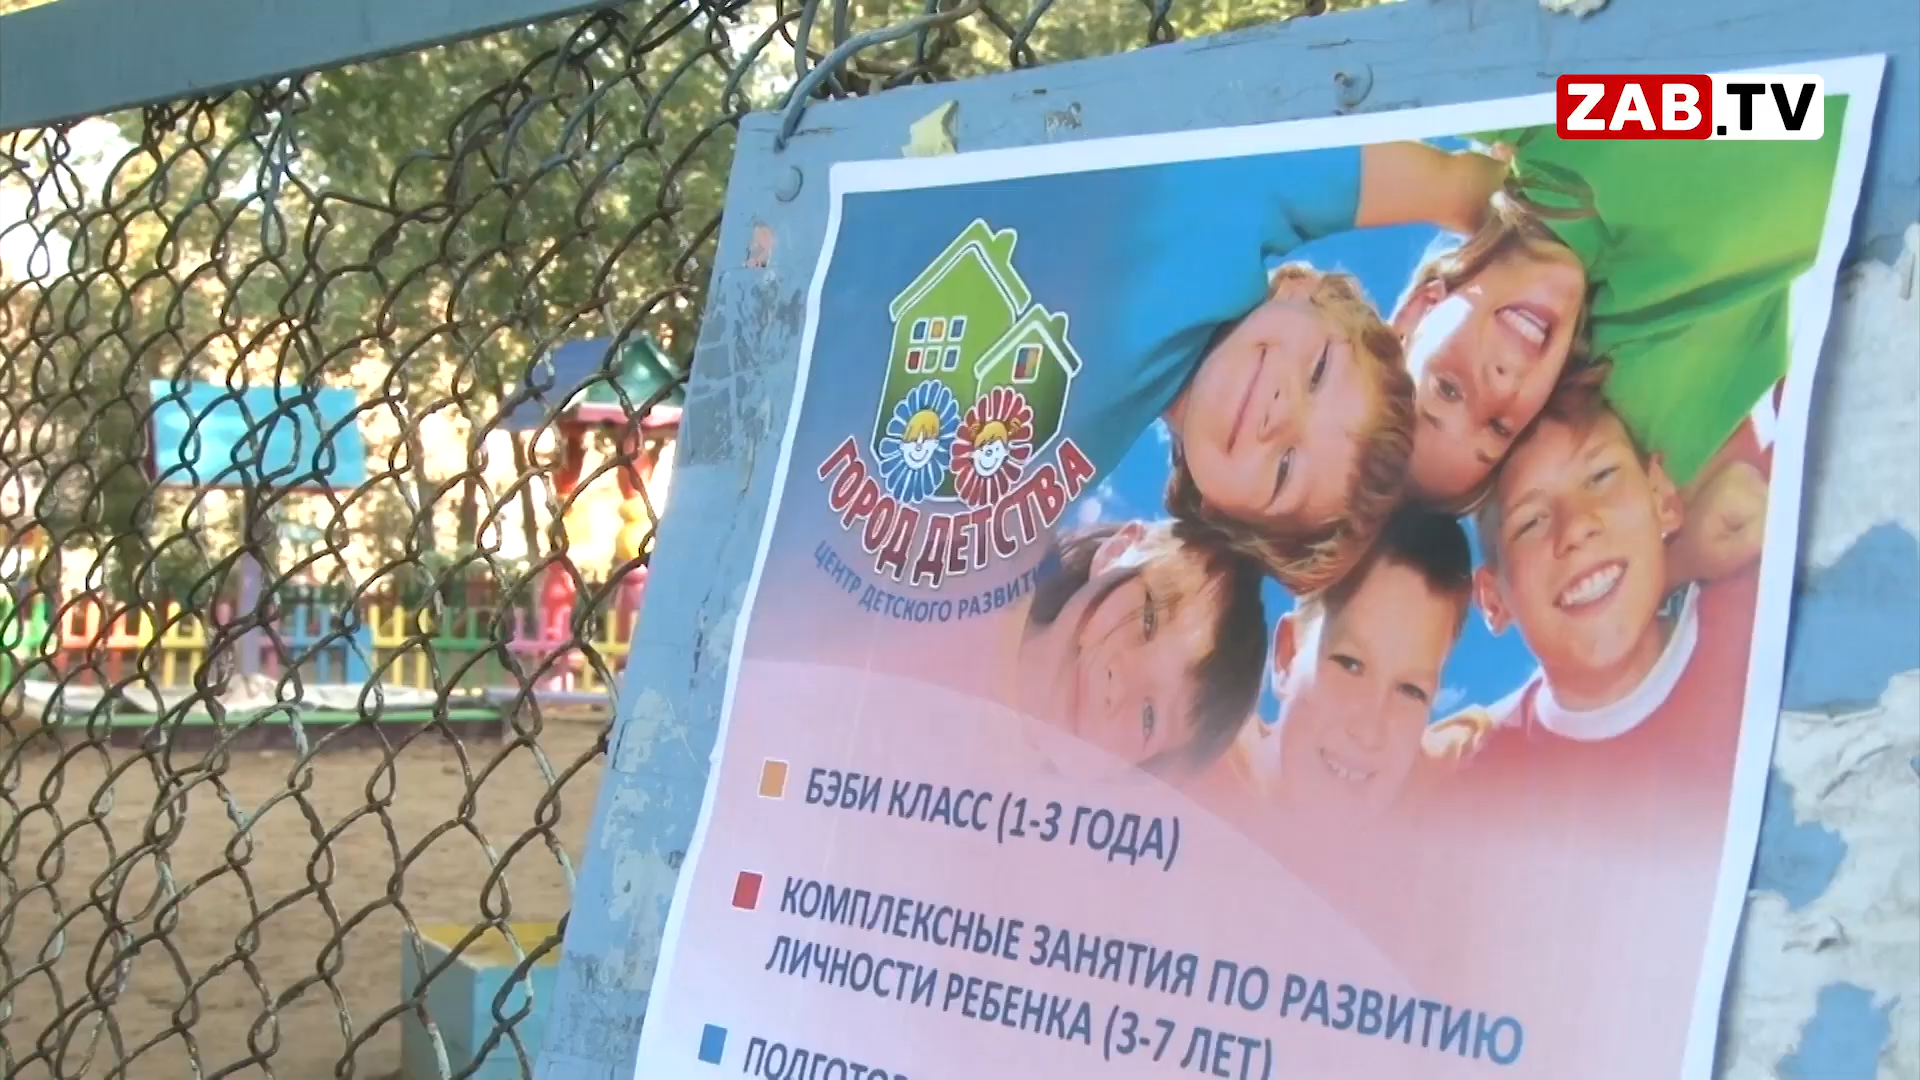 ZAB.TV
ГОРОД ДЕТСТВА
ЦЕНТР ДЕТСКОГО РАЗВИТИЯ
БЭБИ КЛАСС (1-3 ГОДА)
КОМПЛЕКСНЫЕ ЗАНЯТИЯ ПО РАЗВИТИЮ
ЛИЧНОСТИ РЕБЕНКА (3-7 ЛЕТ)